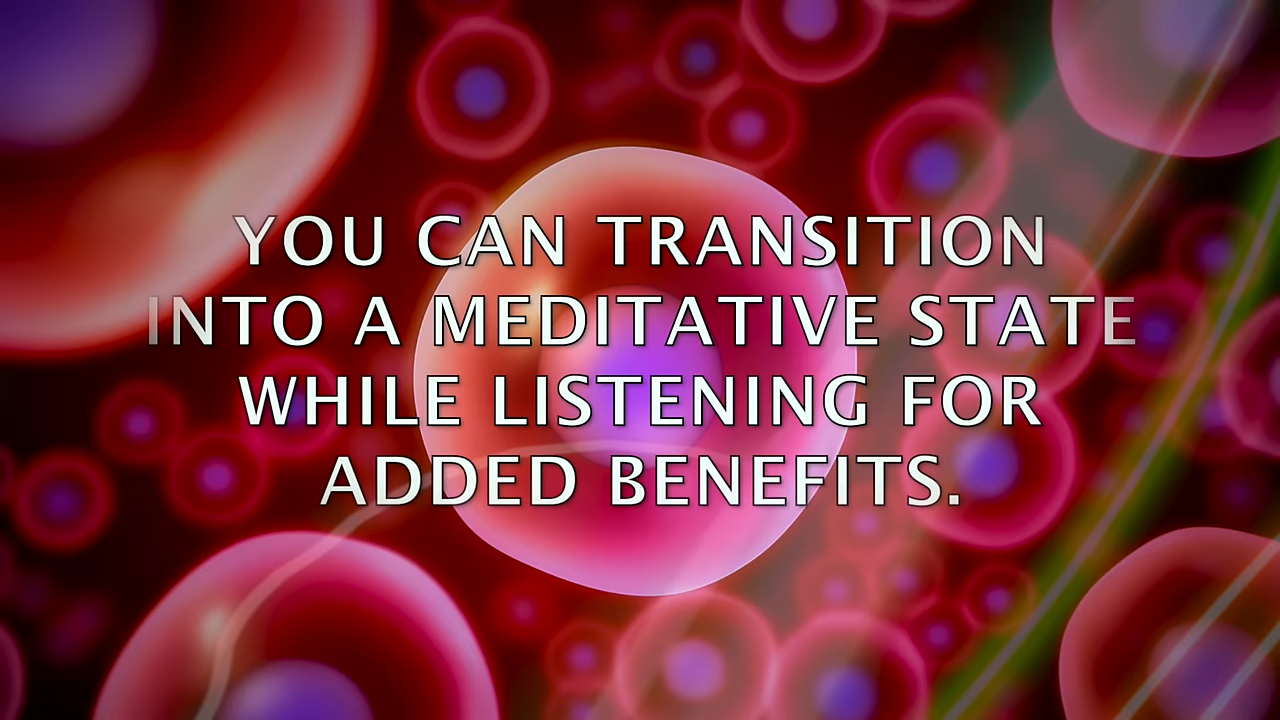 YOU CAN TRANSITION
INTO A MEDITATIVE STATE
WHILE LISTENING FOR
ADDED BENEFITS.